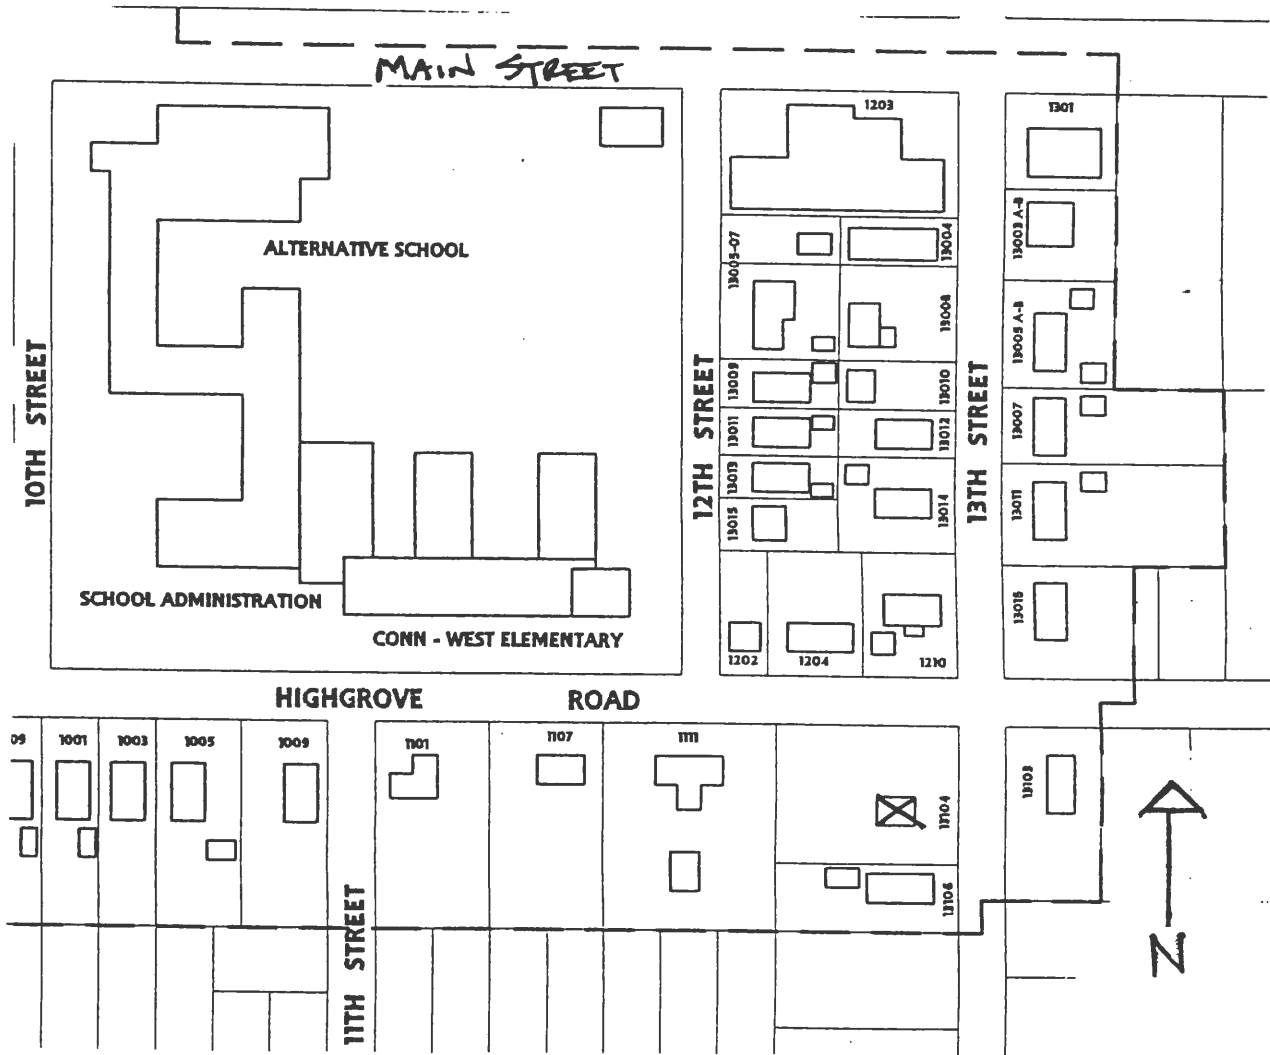 MAIN STREET
1203
1301
13003 A-B
13005-07
13004
ALTERNATIVE SCHOOL
13008
13005 A-B
10TH STREET
12TH STREET
13TH STREET
13009
13010
13007
13011
13012
13013
13014
13011
13015
13015
SCHOOL ADMINISTRATION
CONN - WEST ELEMENTARY
1202
1204
1210
HIGHGROVE ROAD
09
1001
1003
1005
1009
1101
1107
1111
13103
13104
13106
11TH STREET
N